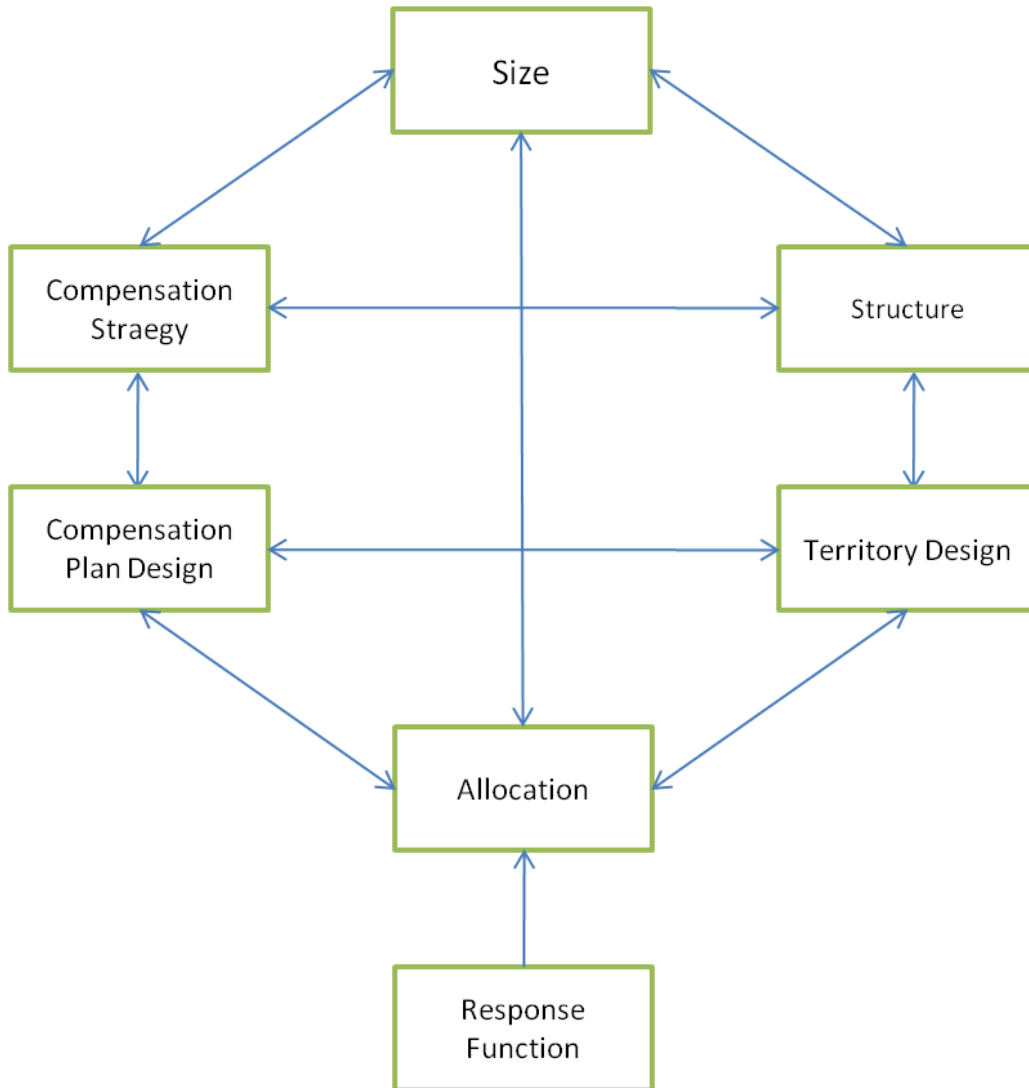 Size
Compensation
Straegy
Structure
Compensation
Plan Design
Territory Design
Allocation
Response
Function